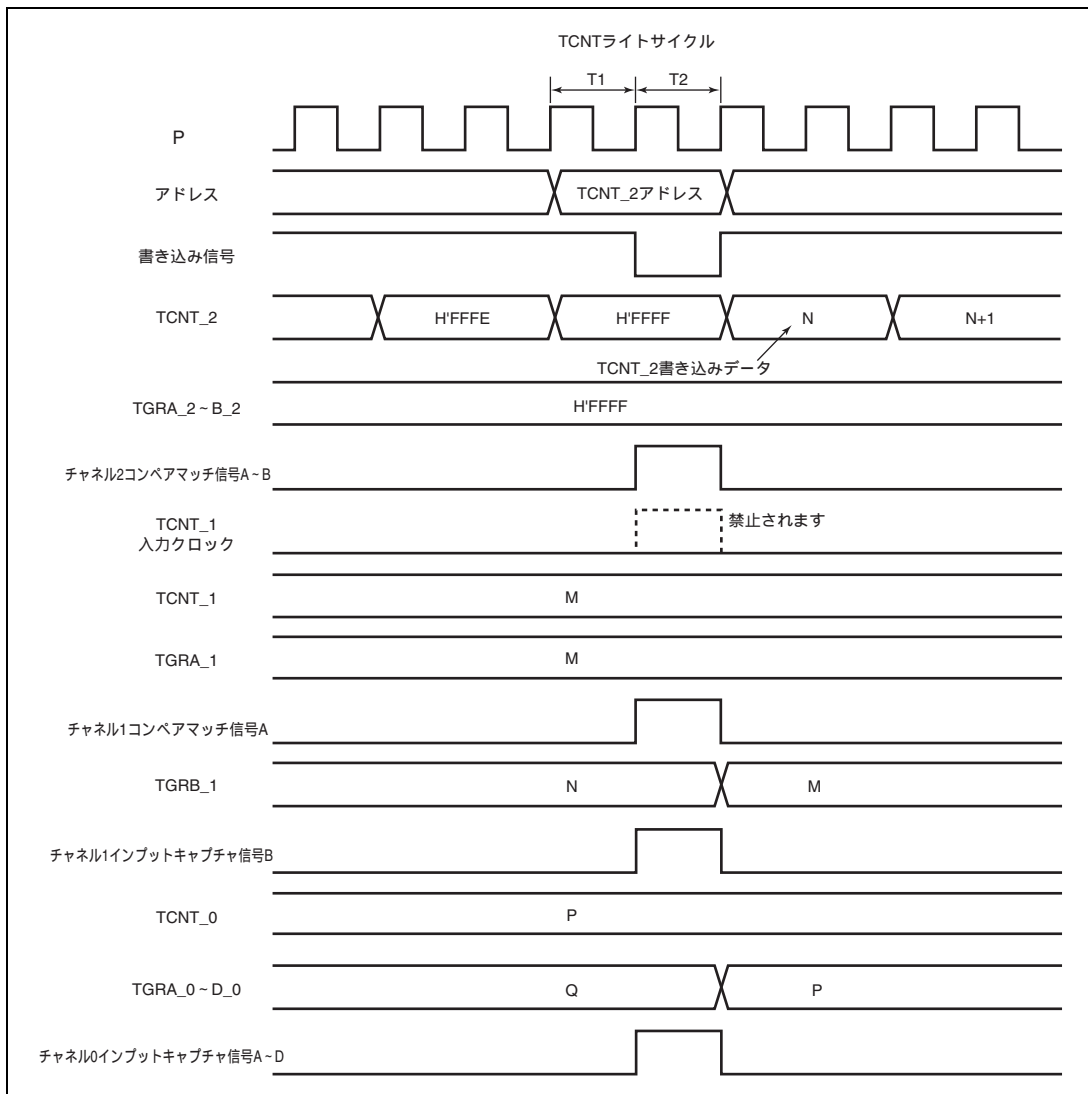 TCNTライトサイクル
T1 T2
P
アドレス TCNT_2アドレス
書き込み信号
TCNT_2 H'FFFE H'FFFF N N+1
TCNT_2書き込みデータ
TGRA_2~B_2 H'FFFF
チャネル2コンペアマッチ信号A~B
TCNT_1
入力クロック
禁止されます
TCNT_1 M
TGRA_1 M
チャネル1コンペアマッチ信号A
TGRB_1 N M
チャネル1インプットキャプチャ信号B
TCNT_0 P
TGRA_0~D_0 Q P
チャネル0インプットキャプチャ信号A~D